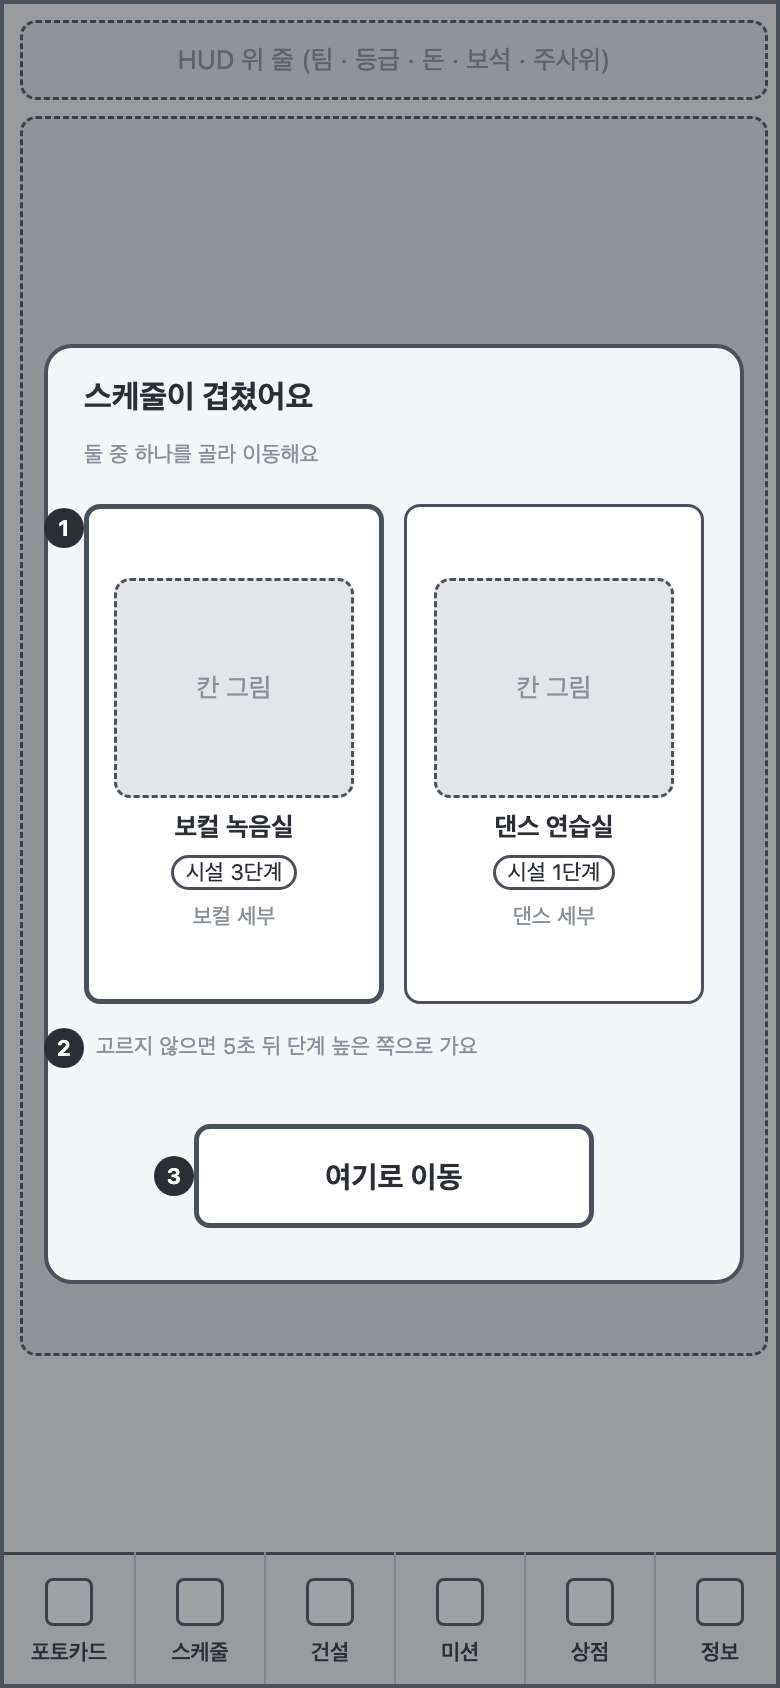 HUD 위 줄 (팀 · 등급 · 돈 · 보석 · 주사위)
스케줄이 겹쳤어요
둘 중 하나를 골라 이동해요
1
칸 그림
칸 그림
보컬 녹음실
댄스 연습실
시설 3단계
시설 1단계
보컬 세부
댄스 세부
2 고르지 않으면 5초 뒤 단계 높은 쪽으로 가요
3 여기로 이동
포토카드 스케줄 건설 미션 상점 정보